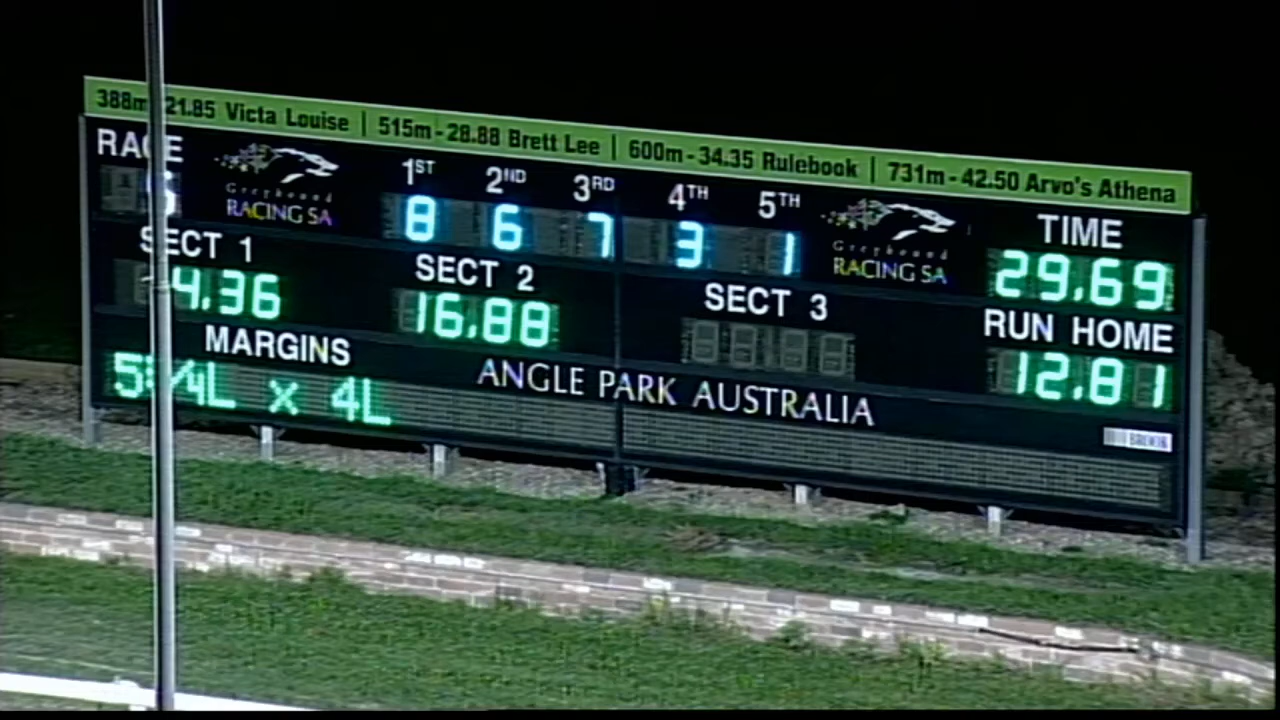 388m 21.85 Victa Louise | 515m - 28.88 Brett Lee | 600m - 34.35 Rulebook | 731m - 42.50 Arvo's Athena
RACE
Greyhound RACING SA
1ST 2ND 3RD 4TH 5TH
8 6 7 3 1
Greyhound RACING SA
TIME
29.69
SECT 1
4.36
SECT 2
16.88
SECT 3
RUN HOME
12.81
MARGINS
4L x 4L
ANGLE PARK AUSTRALIA